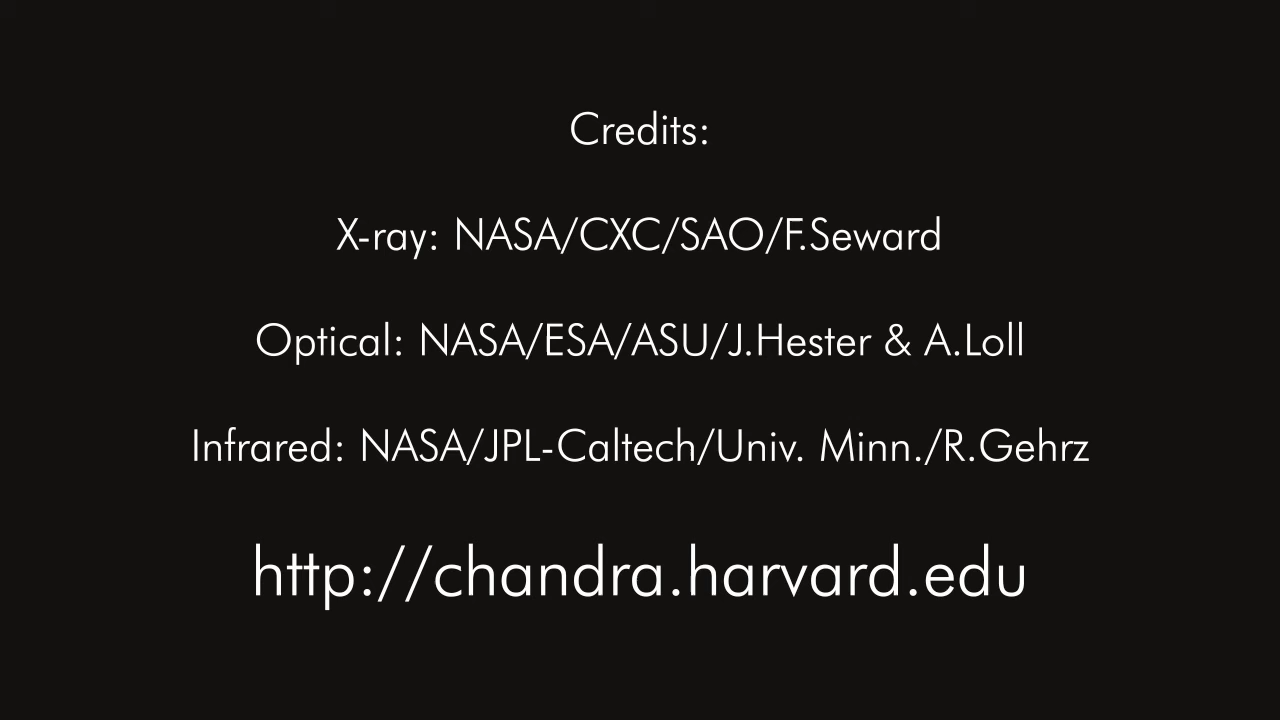 Credits:
X-ray: NASA/CXC/SAO/F.Seward
Optical: NASA/ESA/ASU/J.Hester & A.Loll
Infrared: NASA/JPL-Caltech/Univ. Minn./R.Gehrz
http://chandra.harvard.edu